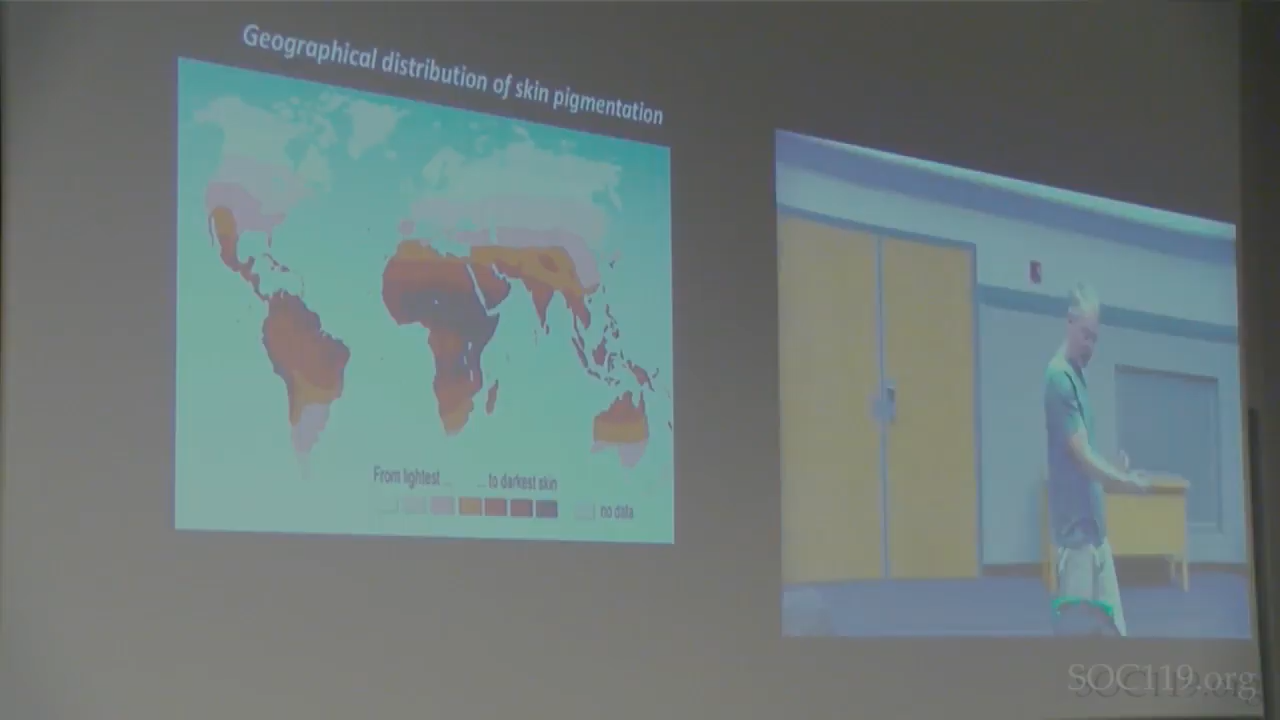 Geographical distribution of skin pigmentation
From lightest ... ... to darkest skin
no data
SOC119.org